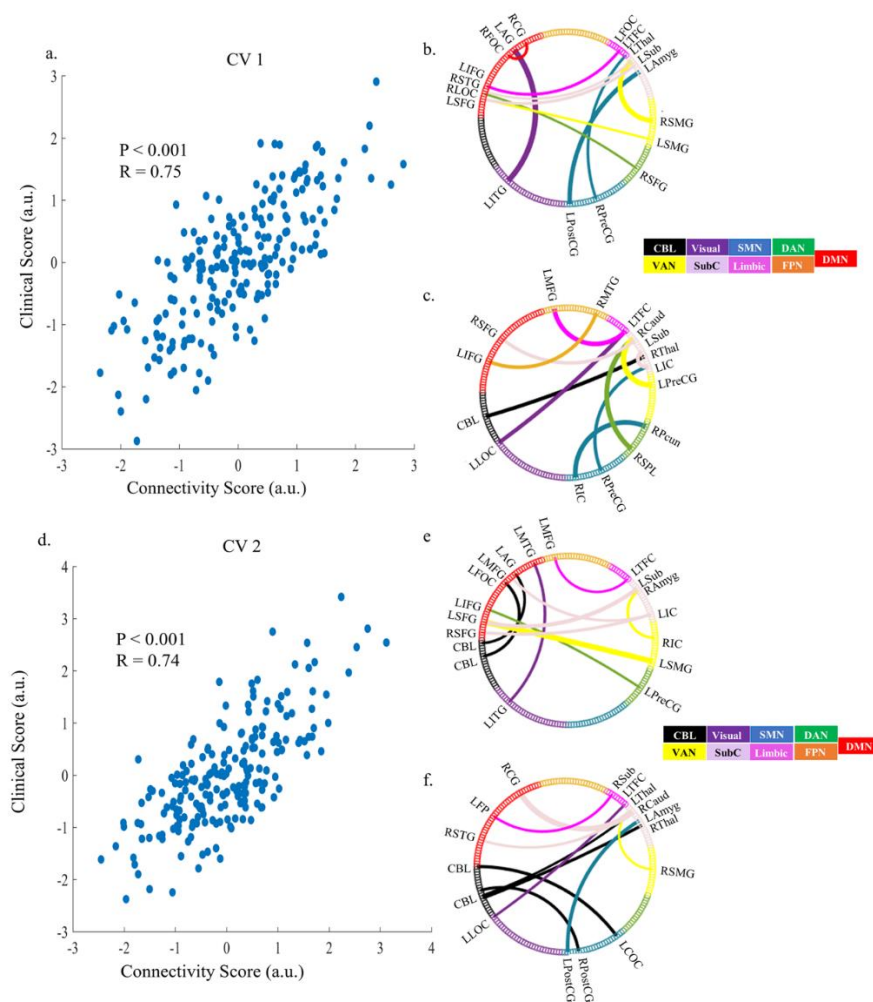 a.
CV 1
P < 0.001
R = 0.75
Clinical Score (a.u.)
3
2
1
0
-1
-2
-3
-3 -2 -1 0 1 2 3
Connectivity Score (a.u.)
b.
RCG
LAG
RFOC
LIFG
RSTG
RLOC
LSFG
LITG
LFOC
LTFC
LThal
LSub
LAmyg
RSMG
LSMG
RSFG
RPreCG
LPostCG
CBL Visual SMN DAN
DMN
VAN SubC Limbic FPN
c.
LMFG
RSFG
LIFG
CBL
LLOC
RMTG
LTFC
RCaud
LSub
RThal
LIC
LPreCG
RPcun
RSPL
RPreCG
RIC
d.
CV 2
P < 0.001
R = 0.74
Clinical Score (a.u.)
4
3
2
1
0
-1
-2
-3
-3 -2 -1 0 1 2 3 4
Connectivity Score (a.u.)
e
LMFG
LMTG
LAG
LMFG
LFOC
LIFG
LSFG
RSFG
CBL
CBL
LITG
LTFC
LSub
RAmyg
LIC
RIC
LSMG
LPreCG
CBL Visual SMN DAN
DMN
VAN SubC Limbic FPN
f.
RCG
LFP
RSTG
CBL
CBL
LLOC
RSub
LTFC
LThal
RCaud
LAmyg
RThal
RSMG
LCOC
RPostCG
LPostCG